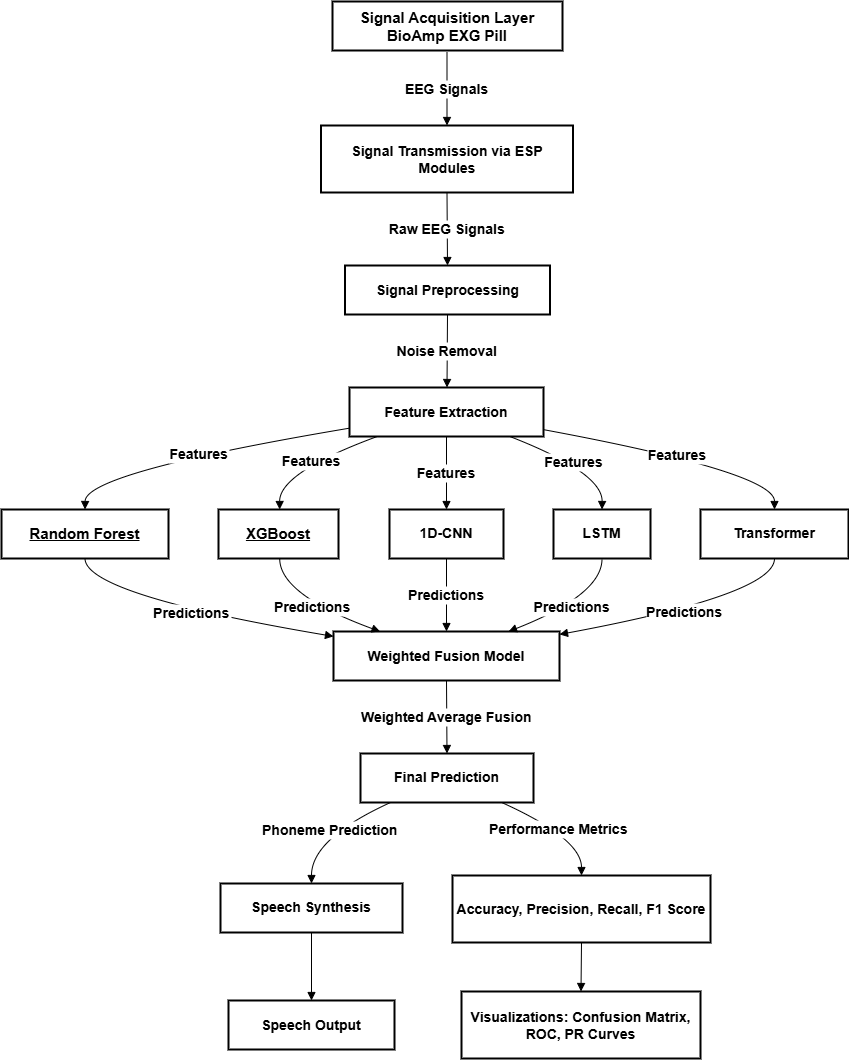 Signal Acquisition Layer
BioAmp EXG Pill
EEG Signals
Signal Transmission via ESP
Modules
Raw EEG Signals
Signal Preprocessing
Noise Removal
Feature Extraction
Features
Features
Features
Features
Features
Random Forest
XGBoost
1D-CNN
LSTM
Transformer
Predictions
Predictions
Predictions
Predictions
Predictions
Weighted Fusion Model
Weighted Average Fusion
Final Prediction
Phoneme Prediction
Performance Metrics
Speech Synthesis
Accuracy, Precision, Recall, F1 Score
Speech Output
Visualizations: Confusion Matrix,
ROC, PR Curves